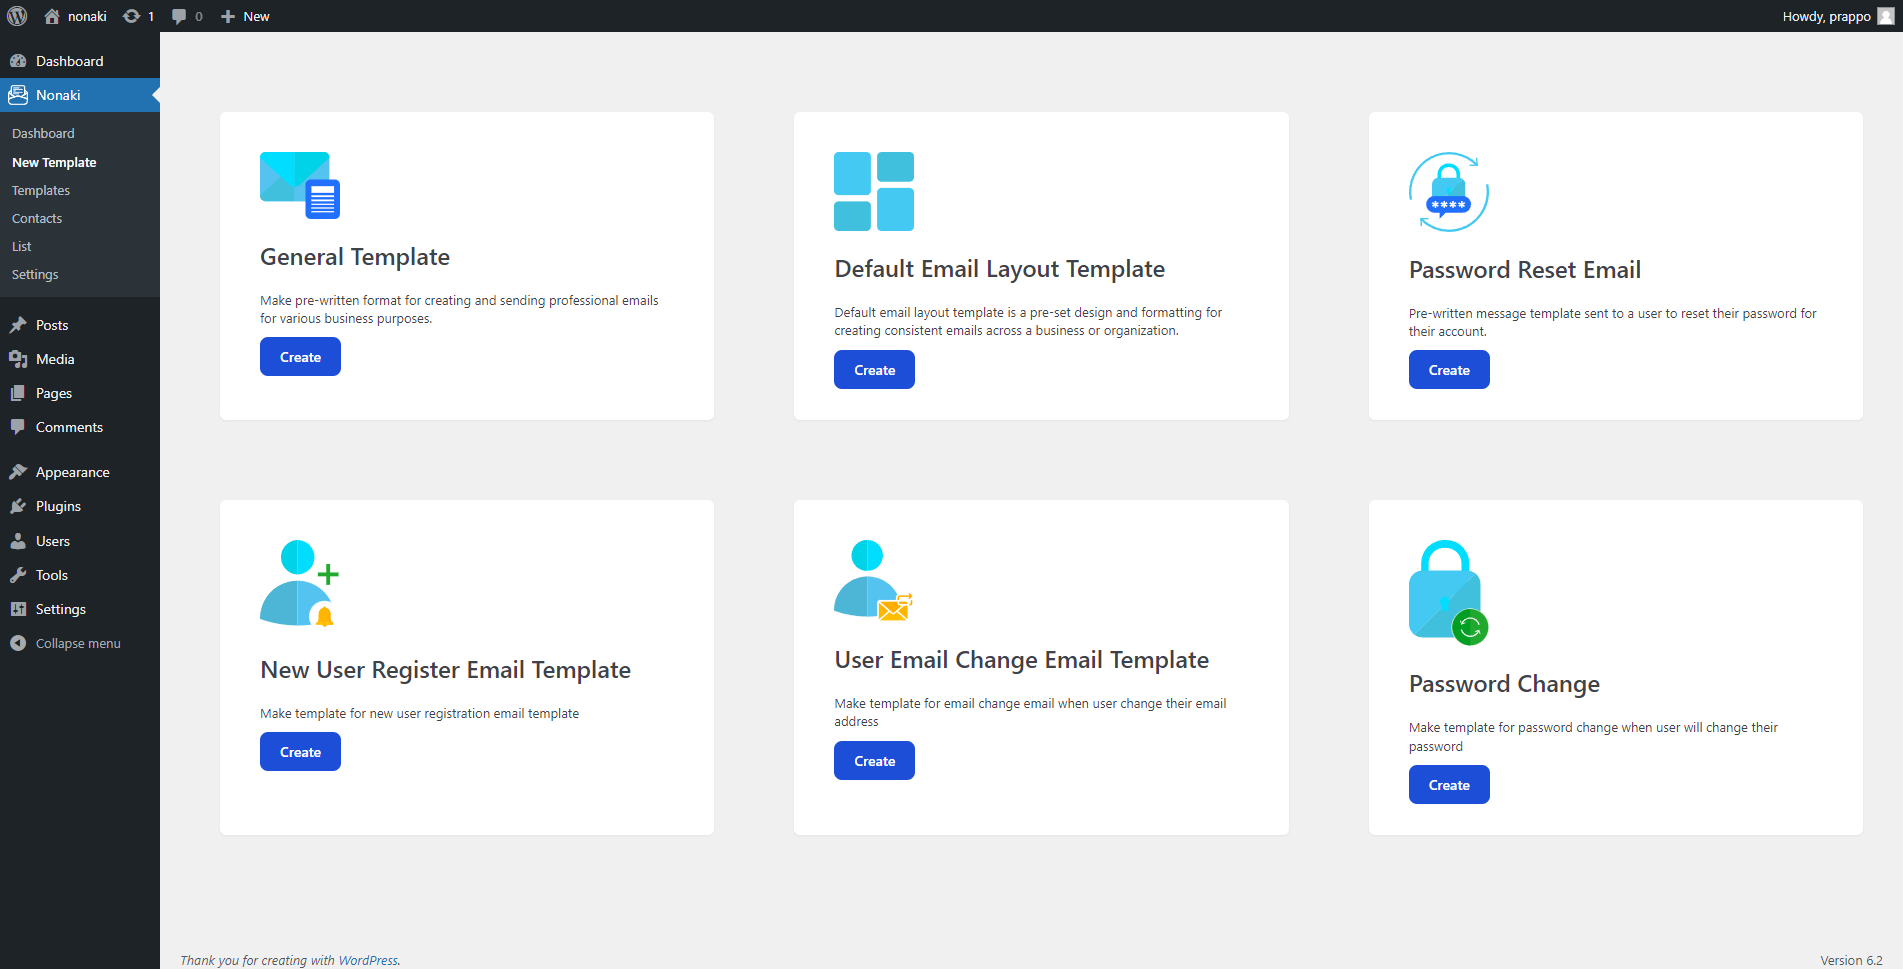 nonaki
1
0
New
Howdy, prappo
Dashboard
Nonaki
Dashboard
New Template
Templates
Contacts
List
Settings
Posts
Media
Pages
Comments
Appearance
Plugins
Users
Tools
Settings
Collapse menu
General Template
Make pre-written format for creating and sending professional emails
for various business purposes.
Create
Default Email Layout Template
Default email layout template is a pre-set design and formatting for
creating consistent emails across a business or organization.
Create
****
Password Reset Email
Pre-written message template sent to a user to reset their password for
their account.
Create
New User Register Email Template
Make template for new user registration email template
Create
User Email Change Email Template
Make template for email change email when user change their email
address
Create
Password Change
Make template for password change when user will change their
password
Create
Thank you for creating with WordPress.
Version 6.2